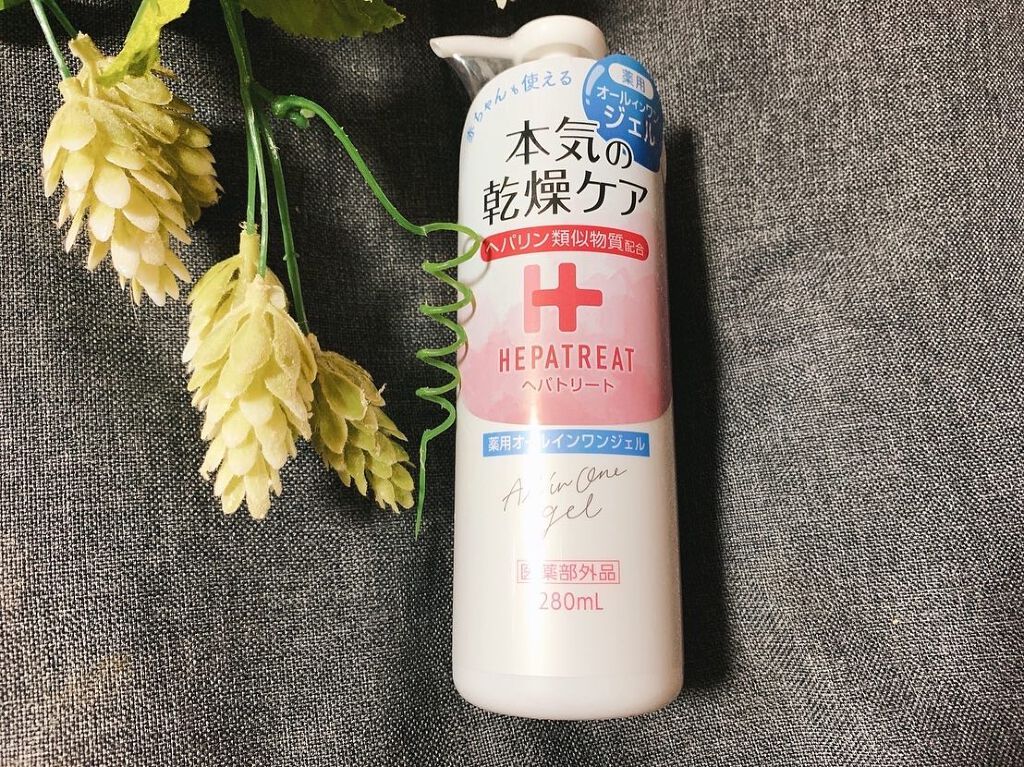 赤ちゃんも使える
薬用
オールインワン
ジェル
本気の
乾燥ケア
ヘパリン類似物質配合
H
HEPATREAT
ヘパトリート
薬用オールインワンジェル
All in One
gel
医薬部外品
280mL